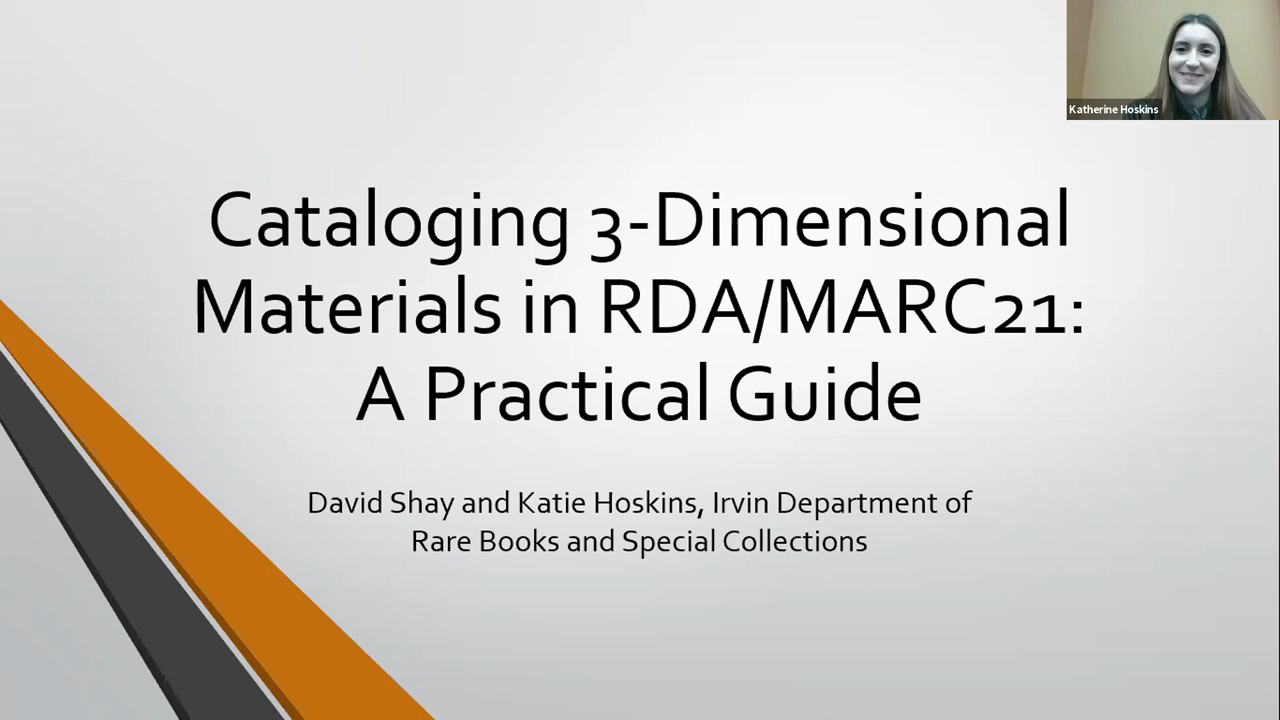 Katherine Hoskins
Cataloging 3-Dimensional
Materials in RDA/MARC21:
A Practical Guide
David Shay and Katie Hoskins, Irvin Department of
Rare Books and Special Collections